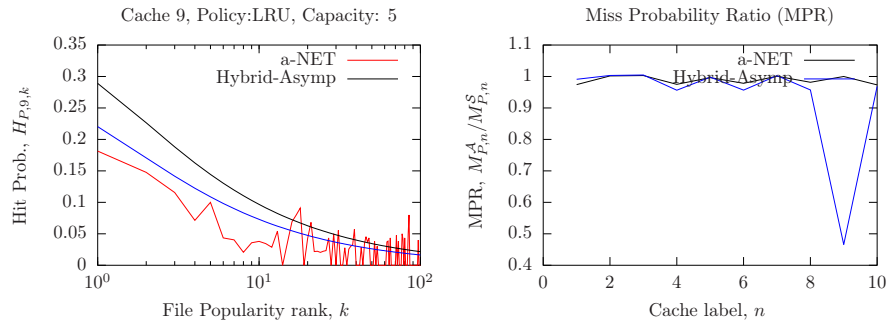 Cache 9, Policy:LRU, Capacity: 5
Hit Prob., H_{P,9,k}
0.35
0.3
0.25
0.2
0.15
0.1
0.05
0
a-NET
Hybrid-Asymp
10^0
10^1
10^2
File Popularity rank, k
Miss Probability Ratio (MPR)
MPR, M^A_{P,n}/M^S_{P,n}
1.1
1
0.9
0.8
0.7
0.6
0.5
0.4
a-NET
Hybrid-Asymp
0
2
4
6
8
10
Cache label, n